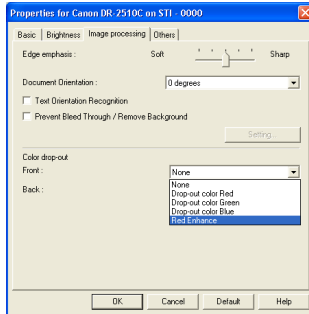 Properties for Canon DR-2510C on STI - 0000
Basic Brightness Image processing Others
Edge emphasis : Soft Sharp
Document Orientation : 0 degrees
Text Orientation Recognition
Prevent Bleed Through / Remove Background
Setting...
Color drop-out
Front : None
None
Drop-out color Red
Back :
Drop-out color Green
Drop-out color Blue
Red Enhance
OK Cancel Default Help